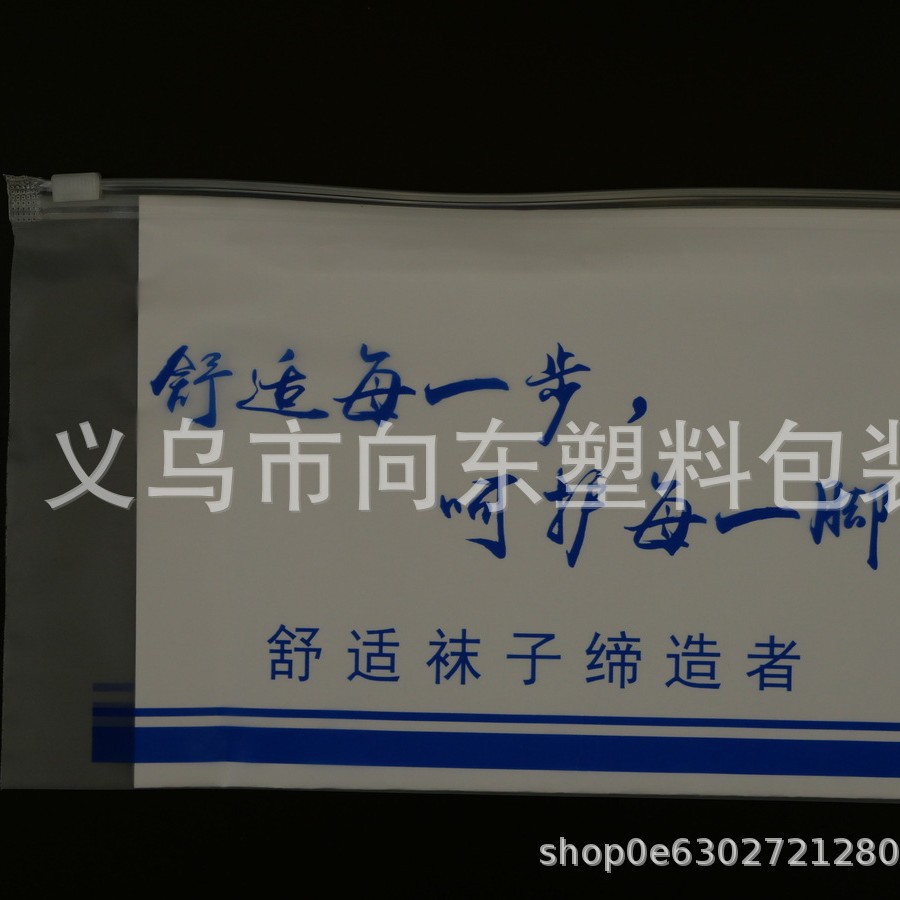 舒适每一步，
义乌市向东塑料包装
呵护每一脚
舒适袜子缔造者
shop0e6302721280